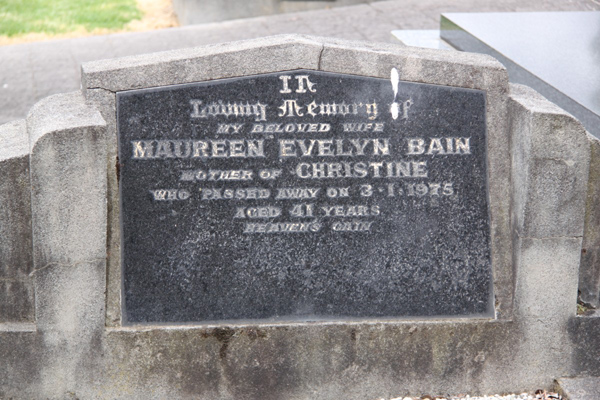 In
Loving Memory of
MY BELOVED WIFE
MAUREEN EVELYN BAIN
MOTHER OF CHRISTINE
WHO PASSED AWAY ON 3·1·1975
AGED 41 YEARS
HEAVENS GAIN